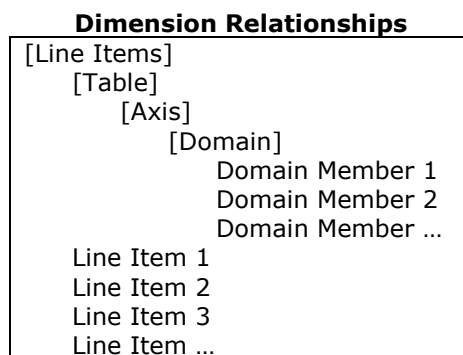 Dimension Relationships
[Line Items]
[Table]
[Axis]
[Domain]
Domain Member 1
Domain Member 2
Domain Member …
Line Item 1
Line Item 2
Line Item 3
Line Item …